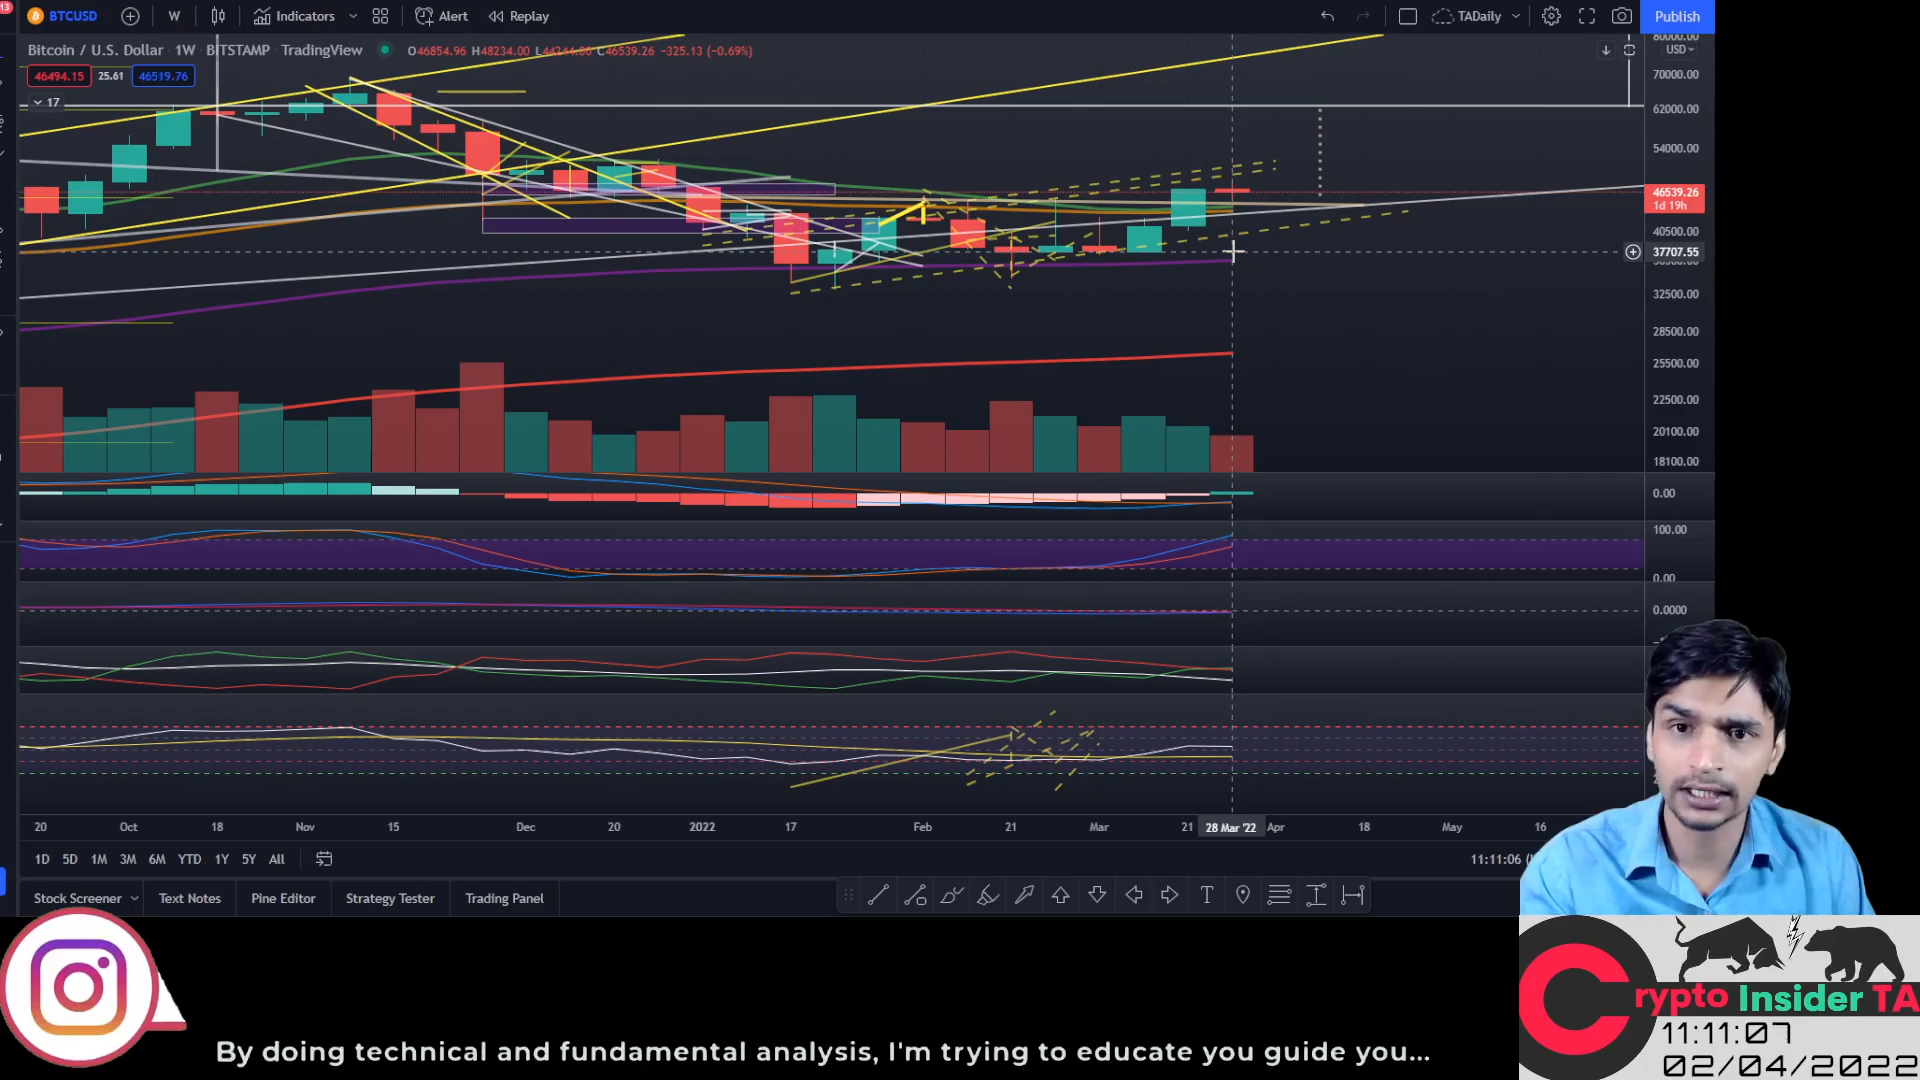 13
BTCUSD W Indicators Alert Replay TADaily Publish
Bitcoin / U.S. Dollar · 1W · BITSTAMP · TradingView O46854.96 H48234.00 C46539.26 −325.13 (−0.69%)
USD
46494.15 25.61 46519.76
17
80000.00
70000.00
62000.00
54000.00
46539.26
1d 19h
40500.00
37707.55
32500.00
28500.00
25500.00
22500.00
20100.00
18100.00
0.00
100.00
0.00
0.0000
20 Oct 18 Nov 15 Dec 20 2022 17 Feb 21 Mar 21 28 Mar '22 Apr 18 May 16
1D 5D 1M 3M 6M YTD 1Y 5Y All
11:11:06
Stock Screener Text Notes Pine Editor Strategy Tester Trading Panel
T
By doing technical and fundamental analysis, I'm trying to educate you guide you...
Crypto Insider TA
11:11:07
02/04/2022